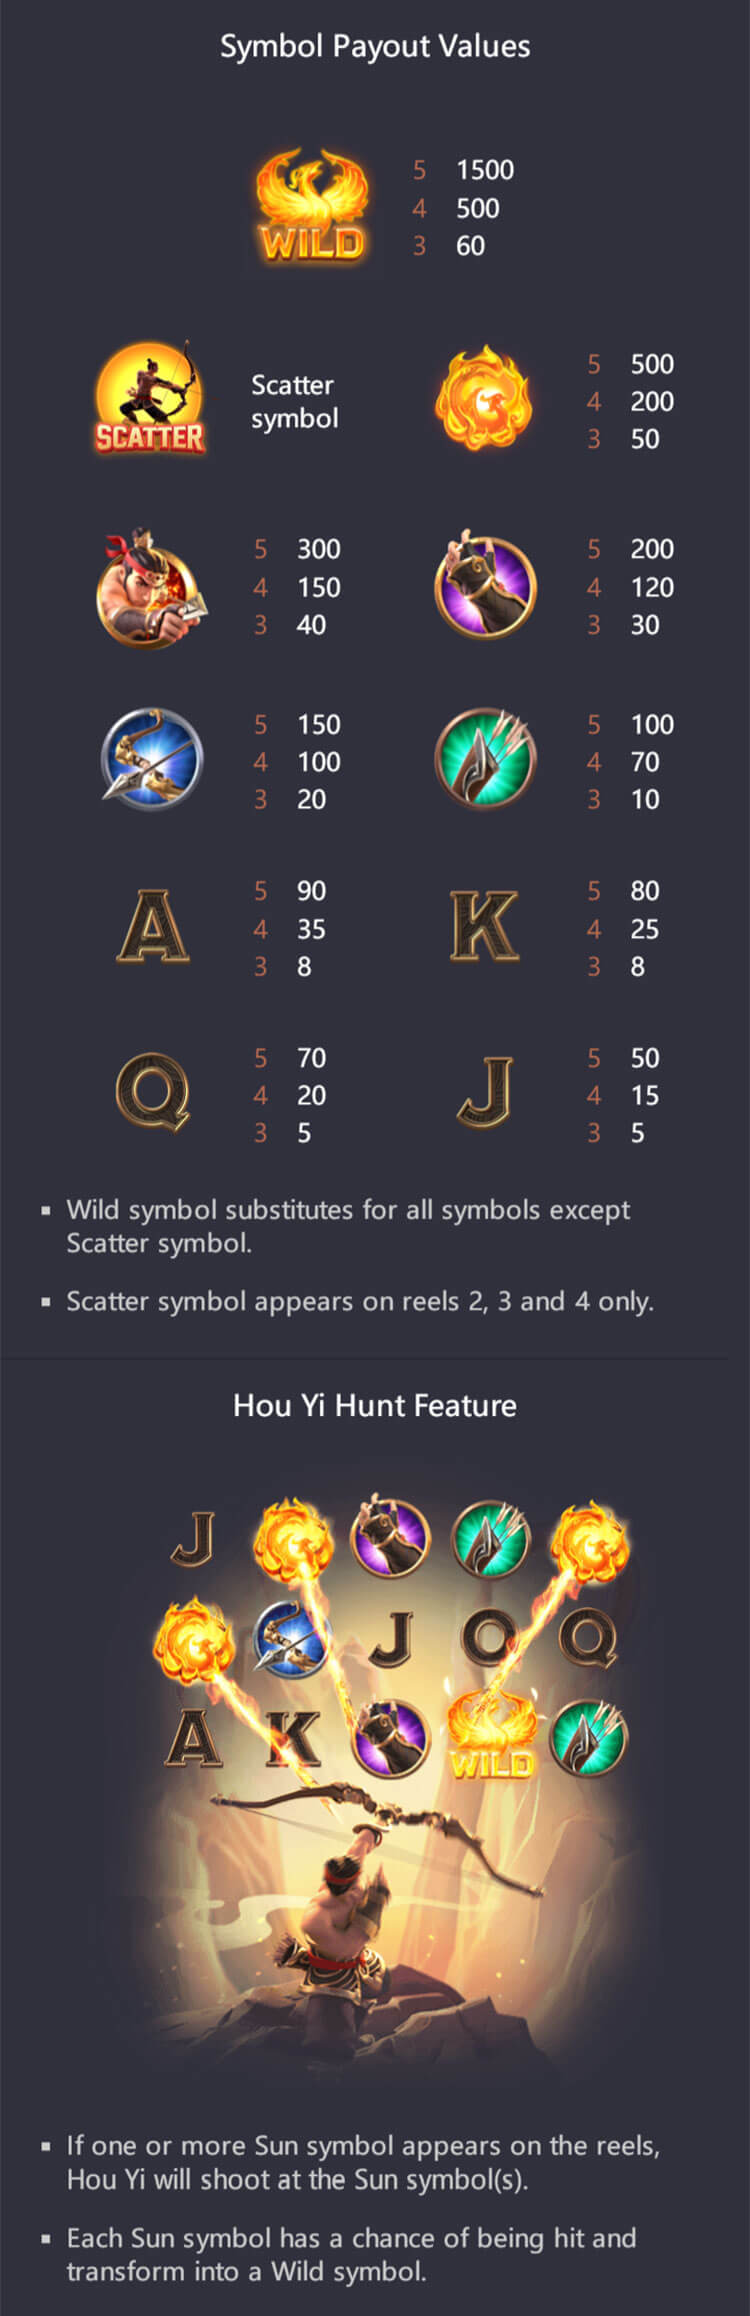 Symbol Payout Values
5 1500
4 500
3 60
WILD
SCATTER
Scatter
symbol
5 500
4 200
3 50
5 300
4 150
3 40
5 200
4 120
3 30
5 150
4 100
3 20
5 100
4 70
3 10
A
5 90
4 35
3 8
K
5 80
4 25
3 8
Q
5 70
4 20
3 5
J
5 50
4 15
3 5
▪ Wild symbol substitutes for all symbols except
Scatter symbol.
▪ Scatter symbol appears on reels 2, 3 and 4 only.
Hou Yi Hunt Feature
J
J Q Q
A K
WILD
▪ If one or more Sun symbol appears on the reels,
Hou Yi will shoot at the Sun symbol(s).
▪ Each Sun symbol has a chance of being hit and
transform into a Wild symbol.